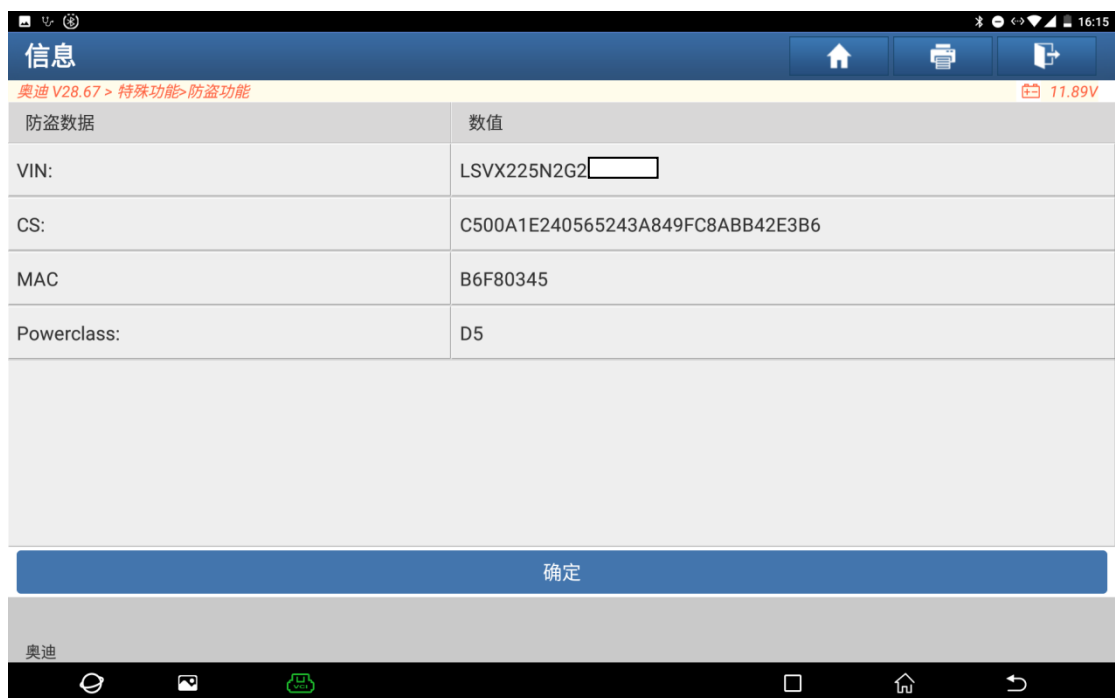 16:15
信息
奥迪 V28.67 > 特殊功能>防盗功能 11.89V
防盗数据 数值
VIN: LSVX225N2G2
CS: C500A1E240565243A849FC8ABB42E3B6
MAC B6F80345
Powerclass: D5
确定
奥迪
VCI